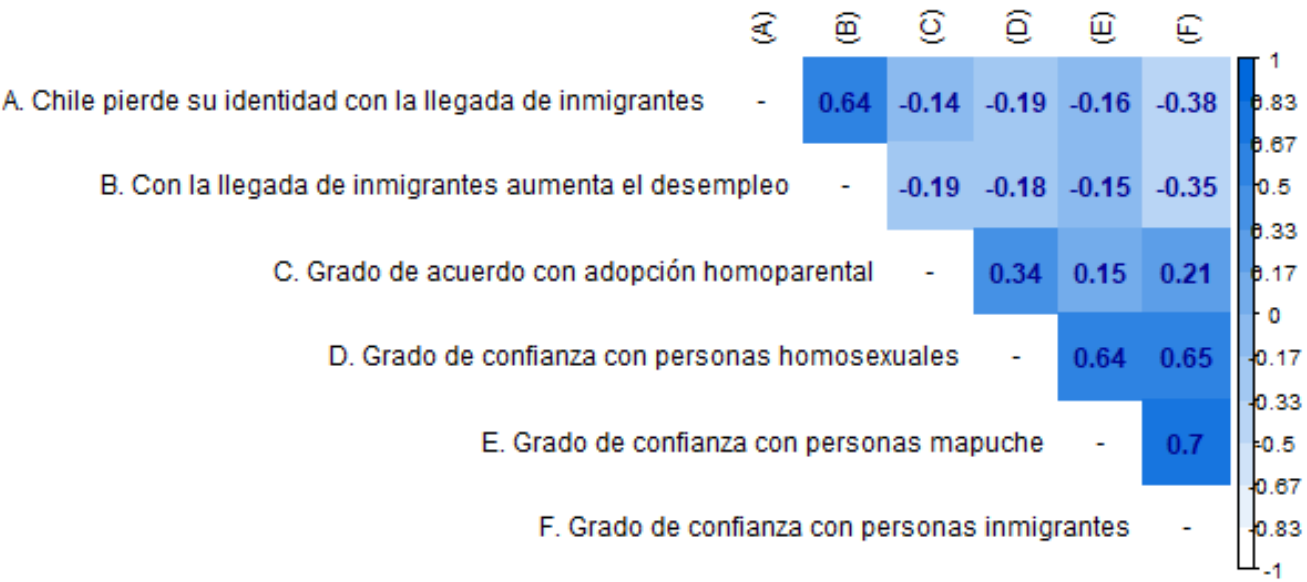 (A) (B) (C) (D) (E) (F)
A. Chile pierde su identidad con la llegada de inmigrantes - 0.64 -0.14 -0.19 -0.16 -0.38
B. Con la llegada de inmigrantes aumenta el desempleo - -0.19 -0.18 -0.15 -0.35
C. Grado de acuerdo con adopción homoparental - 0.34 0.15 0.21
D. Grado de confianza con personas homosexuales - 0.64 0.65
E. Grado de confianza con personas mapuche - 0.7
F. Grado de confianza con personas inmigrantes -
1
0.83
0.67
0.5
0.33
0.17
0
-0.17
-0.33
-0.5
-0.67
-0.83
-1